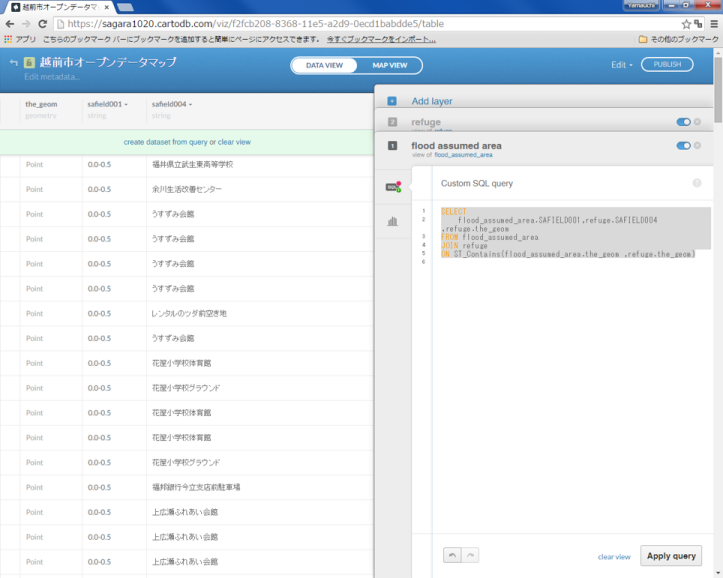 越前市オープンデータマ
Yamauchi
https://sagara1020.cartodb.com/viz/f2fcb208-8368-11e5-a2d9-0ecd1babdde5/table
アプリ こちらのブックマーク バーにブックマークを追加すると簡単にページにアクセスできます。 今すぐブックマークをインポート... その他のブックマーク
越前市オープンデータマップ
Edit metadata...
DATA VIEW MAP VIEW
Edit PUBLISH
the_geom safield001 safield004
geometry string string
create dataset from query or clear view
Point 0.0-0.5 福井県立武生東高等学校
Point 0.0-0.5 余川生活改善センター
Point 0.0-0.5 うすずみ会館
Point 0.0-0.5 うすずみ会館
Point 0.0-0.5 うすずみ会館
Point 0.0-0.5 うすずみ会館
Point 0.0-0.5 レンタルのツダ前空き地
Point 0.0-0.5 うすずみ会館
Point 0.0-0.5 花筐小学校体育館
Point 0.0-0.5 花筐小学校グラウンド
Point 0.0-0.5 花筐小学校体育館
Point 0.0-0.5 花筐小学校体育館
Point 0.0-0.5 花筐小学校グラウンド
Point 0.0-0.5 福邦銀行今立支店前駐車場
Point 0.0-0.5 上広瀬ふれあい会館
Point 0.0-0.5 上広瀬ふれあい会館
Point 0.0-0.5 上広瀬ふれあい会館
+ Add layer
2 refuge
view of refuge
1 flood assumed area
view of flood_assumed_area
SQL
Custom SQL query ?
1 SELECT
2 flood_assumed_area.SAFIELD001,refuge.SAFIELD004
,refuge.the_geom
3 FROM flood_assumed_area
4 JOIN refuge
5 ON ST_Contains(flood_assumed_area.the_geom ,refuge.the_geom)
6
clear view Apply query